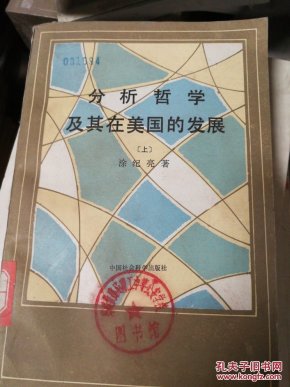 031094
分析哲学
及其在美国的发展
〔上〕
涂纪亮著
中国社会科学出版社
图书馆
孔夫子旧书网